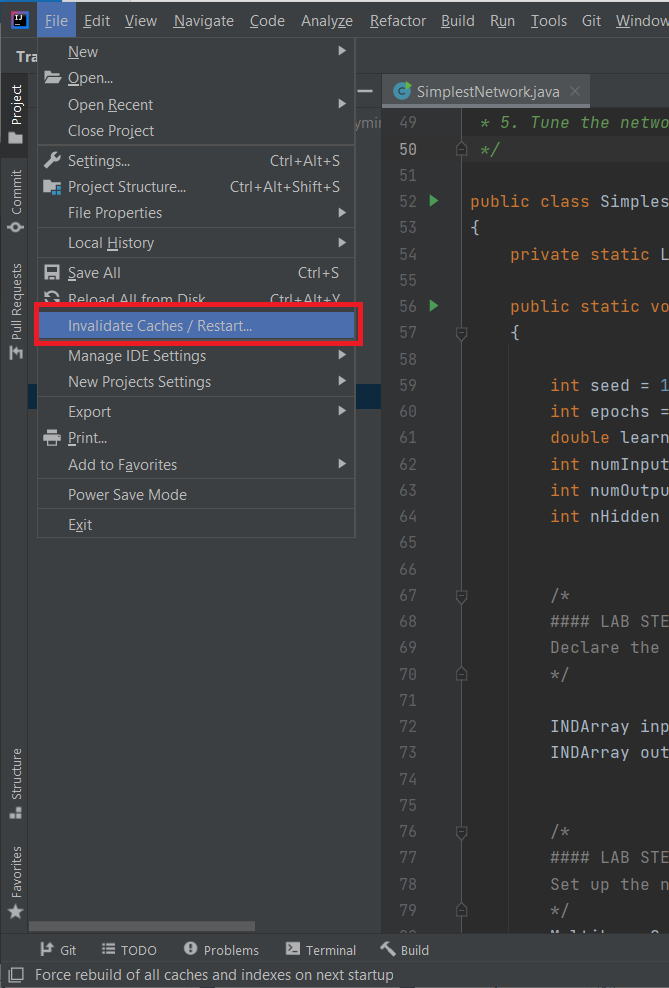 File Edit View Navigate Code Analyze Refactor Build Run Tools Git Window
Tra
New
Open...
Open Recent
Close Project
Settings... Ctrl+Alt+S
Project Structure... Ctrl+Alt+Shift+S
File Properties
Local History
Save All Ctrl+S
Reload All from Disk Ctrl+Alt+Y
Invalidate Caches / Restart...
Manage IDE Settings
New Projects Settings
Export
Print...
Add to Favorites
Power Save Mode
Exit
Project
Commit
Pull Requests
Structure
Favorites
SimplestNetwork.java
49 * 5. Tune the netwo
50 */
51
52 public class Simples
53 {
54 private static L
55
56 public static vo
57 {
58
59 int seed = 1
60 int epochs =
61 double learn
62 int numInput
63 int numOutpu
64 int nHidden
65
66
67 /*
68 #### LAB STE
69 Declare the
70 */
71
72 INDArray inp
73 INDArray out
74
75
76 /*
77 #### LAB STE
78 Set up the n
79 */
Git TODO Problems Terminal Build
Force rebuild of all caches and indexes on next startup